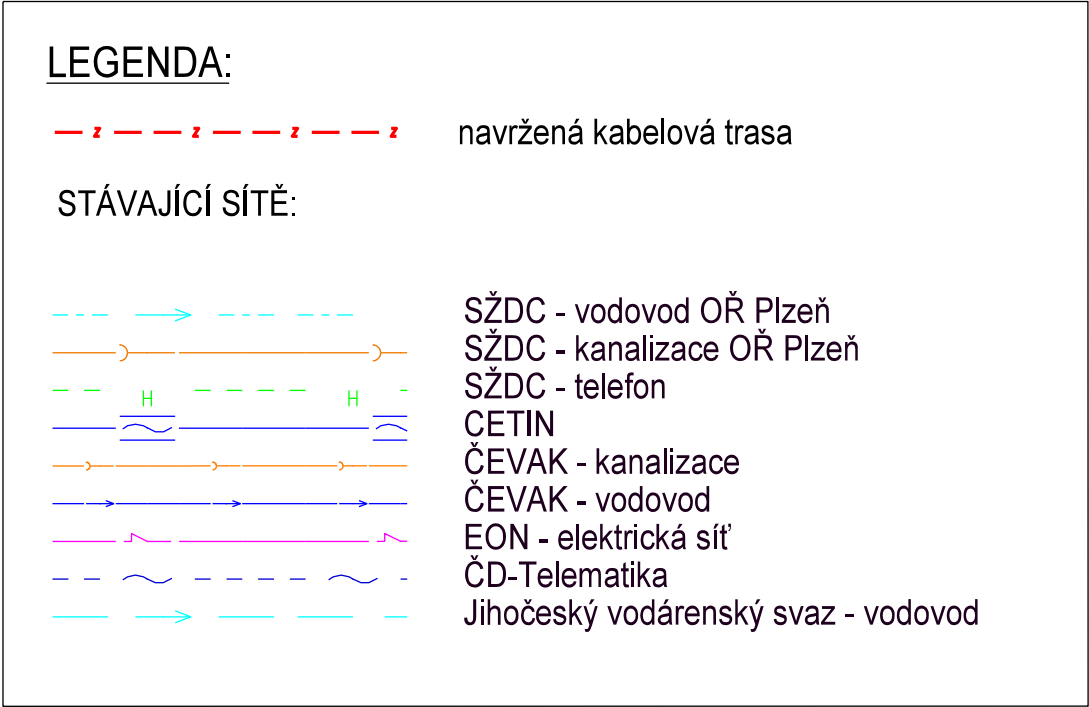 LEGENDA:
z z z z navržená kabelová trasa
STÁVAJÍCÍ SÍTĚ:
SŽDC - vodovod OŘ Plzeň
SŽDC - kanalizace OŘ Plzeň
H H SŽDC - telefon
CETIN
ČEVAK - kanalizace
ČEVAK - vodovod
EON - elektrická síť
ČD-Telematika
Jihočeský vodárenský svaz - vodovod